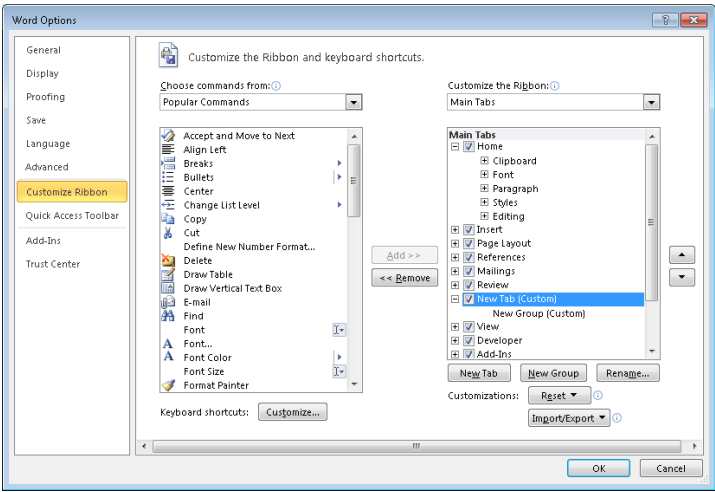 Word Options
General
Display
Proofing
Save
Language
Advanced
Customize Ribbon
Quick Access Toolbar
Add-Ins
Trust Center
Customize the Ribbon and keyboard shortcuts.
Choose commands from:
Popular Commands
Accept and Move to Next
Align Left
Breaks
Bullets
Center
Change List Level
Copy
Cut
Define New Number Format...
Delete
Draw Table
Draw Vertical Text Box
E-mail
Find
Font
Font...
Font Color
Font Size
Format Painter
Keyboard shortcuts: Customize...
Add >>
<< Remove
Customize the Ribbon:
Main Tabs
Main Tabs
Home
Clipboard
Font
Paragraph
Styles
Editing
Insert
Page Layout
References
Mailings
Review
New Tab (Custom)
New Group (Custom)
View
Developer
Add-Ins
New Tab New Group Rename...
Customizations: Reset
Import/Export
OK Cancel